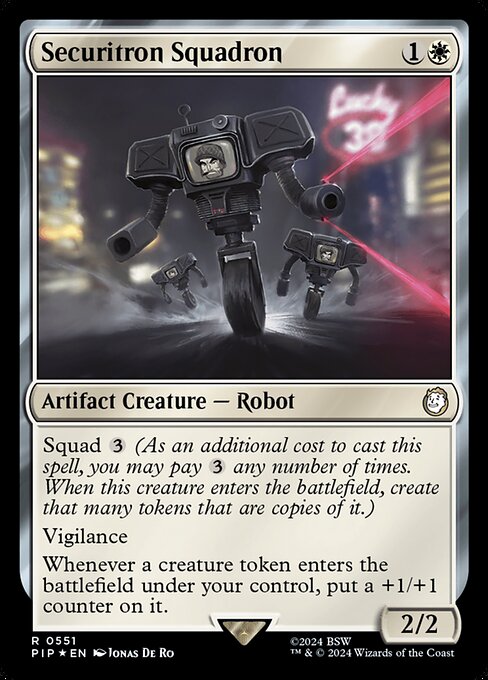 Securitron Squadron 1
Lucky
38
Artifact Creature — Robot
Squad 3 (As an additional cost to cast this
spell, you may pay 3 any number of times.
When this creature enters the battlefield, create
that many tokens that are copies of it.)
Vigilance
Whenever a creature token enters the
battlefield under your control, put a +1/+1
counter on it.
2/2
R 0551
PIP ★ EN Jonas De Ro
©2024 BSW
™ & © 2024 Wizards of the Coast